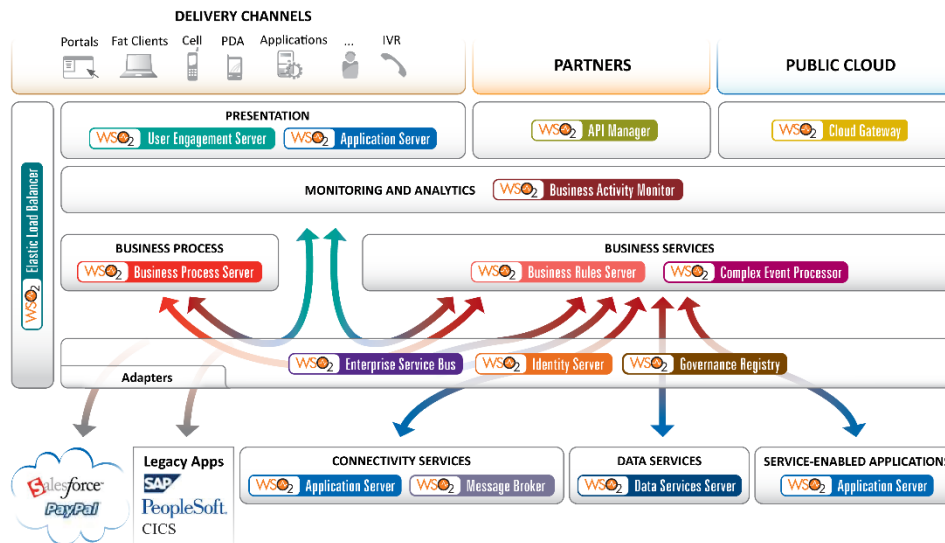 DELIVERY CHANNELS
Portals Fat Clients Cell PDA Applications ... IVR
PARTNERS
PUBLIC CLOUD
PRESENTATION
WSO2 User Engagement Server
WSO2 Application Server
WSO2 API Manager
WSO2 Cloud Gateway
WSO2 Elastic Load Balancer
MONITORING AND ANALYTICS
WSO2 Business Activity Monitor
BUSINESS PROCESS
WSO2 Business Process Server
BUSINESS SERVICES
WSO2 Business Rules Server
WSO2 Complex Event Processor
WSO2 Enterprise Service Bus
WSO2 Identity Server
WSO2 Governance Registry
Adapters
salesforce
PayPal
Legacy Apps
SAP
PEOPLESOFT.
CICS
CONNECTIVITY SERVICES
WSO2 Application Server
WSO2 Message Broker
DATA SERVICES
WSO2 Data Services Server
SERVICE-ENABLED APPLICATIONS
WSO2 Application Server